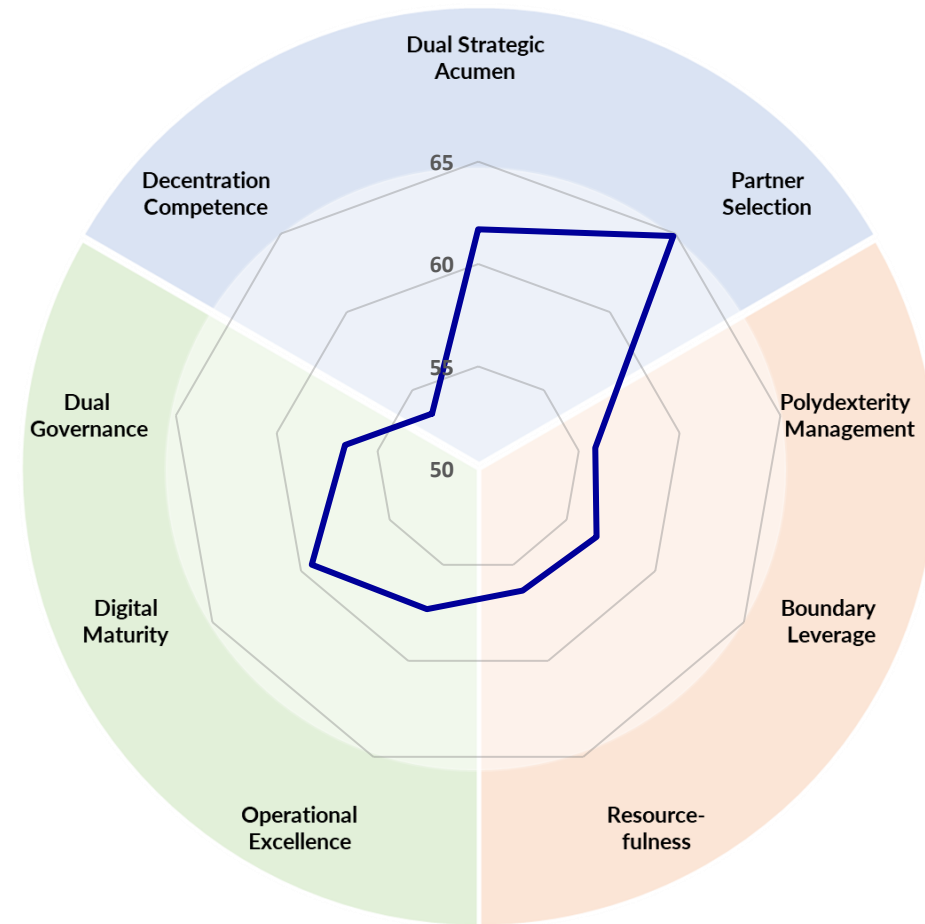 Dual Strategic
Acumen
Decentration
Competence
Partner
Selection
65
60
55
50
Dual
Governance
Polydexterity
Management
Digital
Maturity
Boundary
Leverage
Operational
Excellence
Resource-
fulness